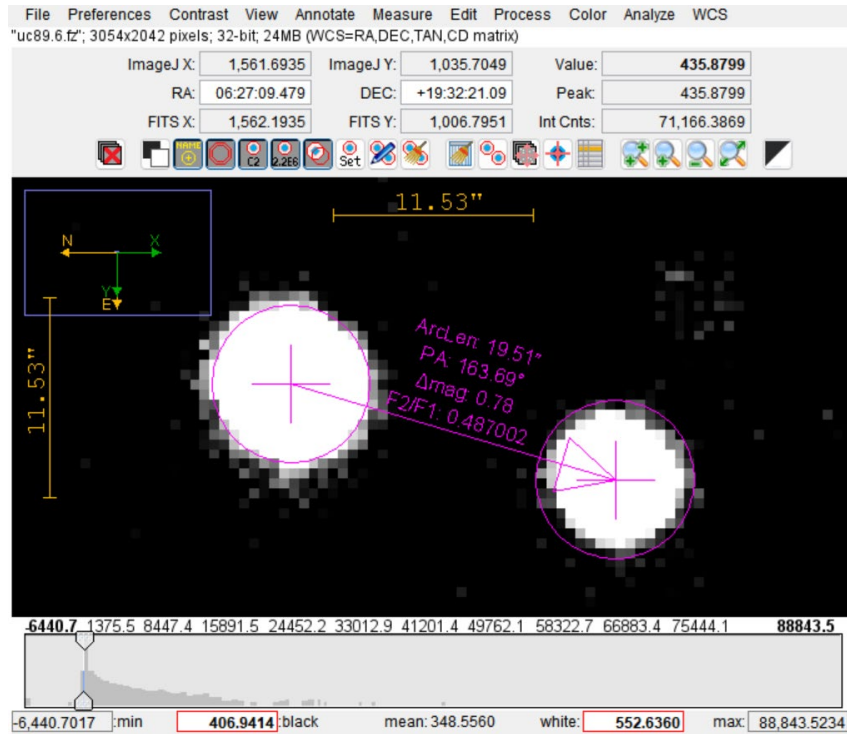 File Preferences Contrast View Annotate Measure Edit Process Color Analyze WCS
"uc89.6.fz"; 3054x2042 pixels; 32-bit; 24MB (WCS=RA,DEC,TAN,CD matrix)
ImageJ X: 1,561.6935 ImageJ Y: 1,035.7049 Value: 435.8799
RA: 06:27:09.479 DEC: +19:32:21.09 Peak: 435.8799
FITS X: 1,562.1935 FITS Y: 1,006.7951 Int Cnts: 71,166.3869
NAME C2 2.2E6 Set
11.53"
N X
Y
E
11.53"
ArcLen: 19.51"
PA: 163.69°
Δmag: 0.78
F2/F1: 0.487002
-6440.7 1375.5 8447.4 15891.5 24452.2 33012.9 41201.4 49762.1 58322.7 66883.4 75444.1 88843.5
-6,440.7017 :min 406.9414 :black mean: 348.5560 white: 552.6360 max: 88,843.5234